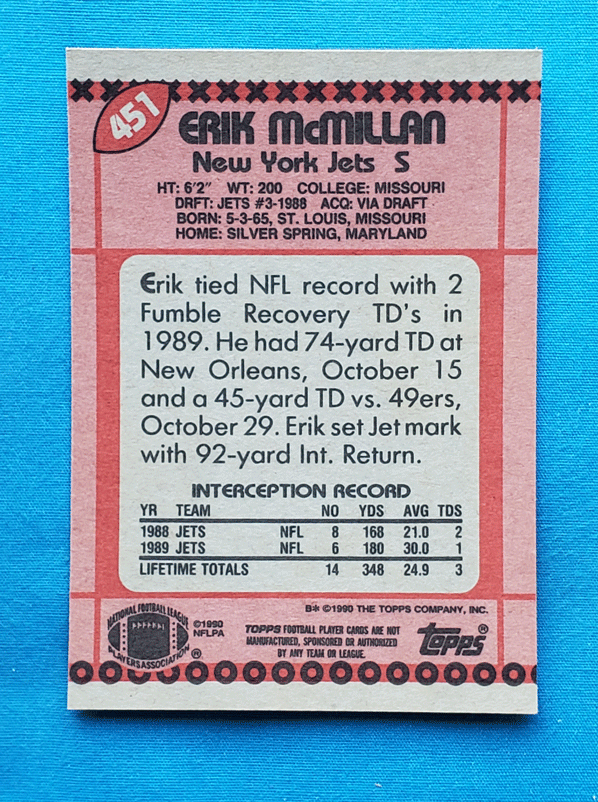 451
ERIK McMILLAN
New York Jets S
HT: 6'2" WT: 200 COLLEGE: MISSOURI
DRFT: JETS #3-1988 ACQ: VIA DRAFT
BORN: 5-3-65, ST. LOUIS, MISSOURI
HOME: SILVER SPRING, MARYLAND
Erik tied NFL record with 2
Fumble Recovery TD's in
1989. He had 74-yard TD at
New Orleans, October 15
and a 45-yard TD vs. 49ers,
October 29. Erik set Jet mark
with 92-yard Int. Return.
INTERCEPTION RECORD
YR TEAM NO YDS AVG TDS
1988 JETS NFL 8 168 21.0 2
1989 JETS NFL 6 180 30.0 1
LIFETIME TOTALS 14 348 24.9 3
B* ©1990 THE TOPPS COMPANY, INC.
NATIONAL FOOTBALL LEAGUE
PLAYERS ASSOCIATION ®
©1990
NFLPA
TOPPS FOOTBALL PLAYER CARDS ARE NOT
MANUFACTURED, SPONSORED OR AUTHORIZED
BY ANY TEAM OR LEAGUE.
Topps®